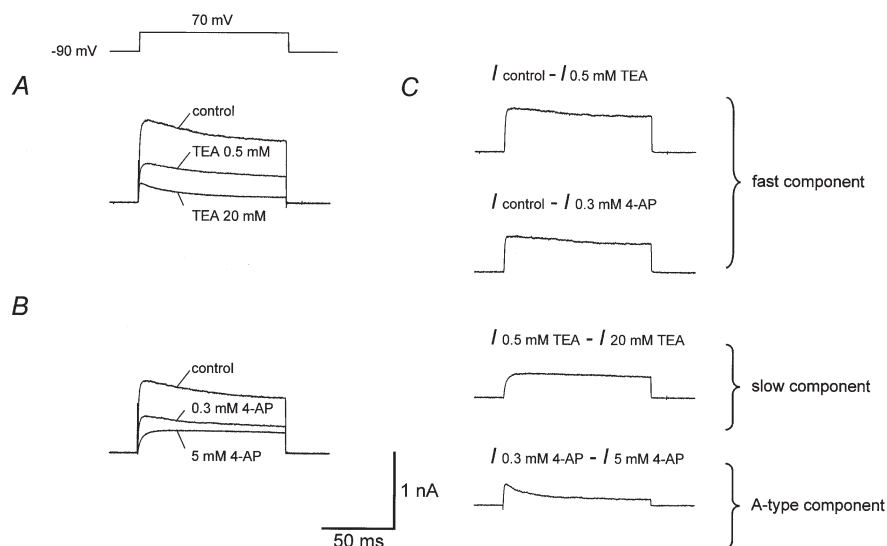 70 mV
-90 mV
A
control
TEA 0.5 mM
TEA 20 mM
B
control
0.3 mM 4-AP
5 mM 4-AP
1 nA
50 ms
C
I control - I 0.5 mM TEA
I control - I 0.3 mM 4-AP
fast component
I 0.5 mM TEA - I 20 mM TEA
slow component
I 0.3 mM 4-AP - I 5 mM 4-AP
A-type component